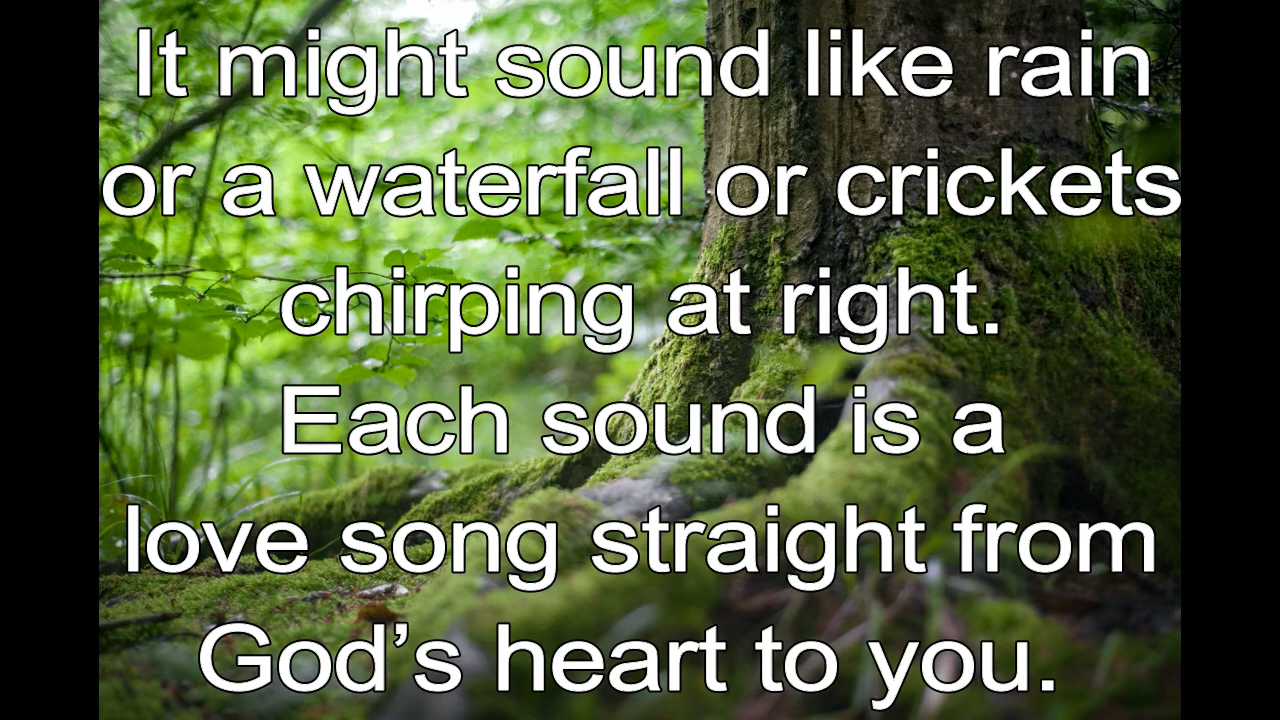 It might sound like rain
or a waterfall or crickets
chirping at right.
Each sound is a
love song straight from
God’s heart to you.